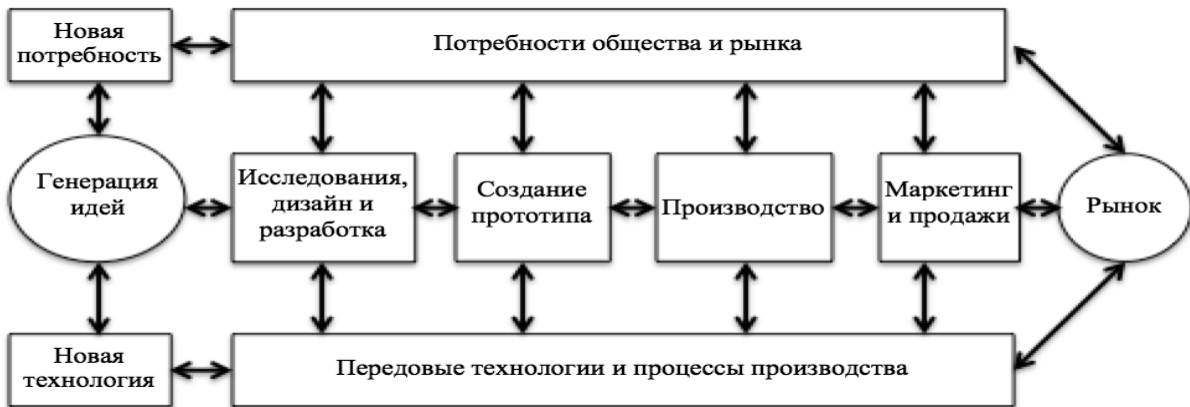 Новая
потребность
Потребности общества и рынка
Генерация
идей
Исследования,
дизайн и
разработка
Создание
прототипа
Производство
Маркетинг
и продажи
Рынок
Новая
технология
Передовые технологии и процессы производства